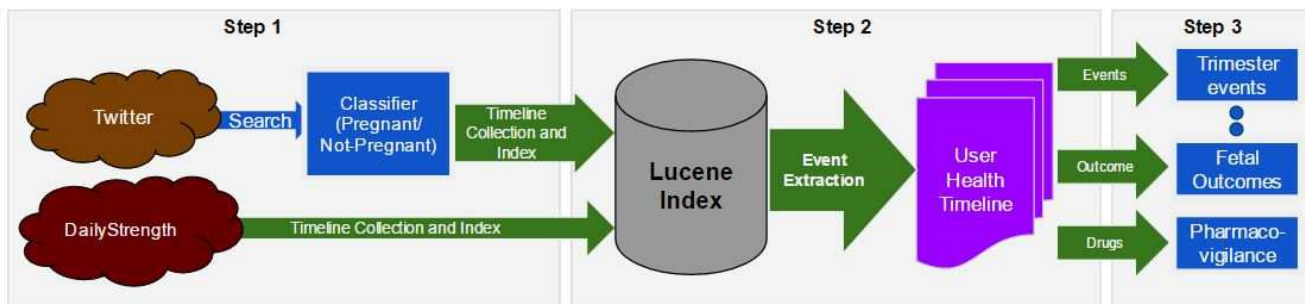 Step 1
Step 2
Step 3
Twitter
Search
Classifier
(Pregnant/
Not-Pregnant)
Timeline
Collection and
Index
DailyStrength
Timeline Collection and Index
Lucene
Index
Event
Extraction
User
Health
Timeline
Events
Trimester
events
Outcome
Fetal
Outcomes
Drugs
Pharmaco-
vigilance